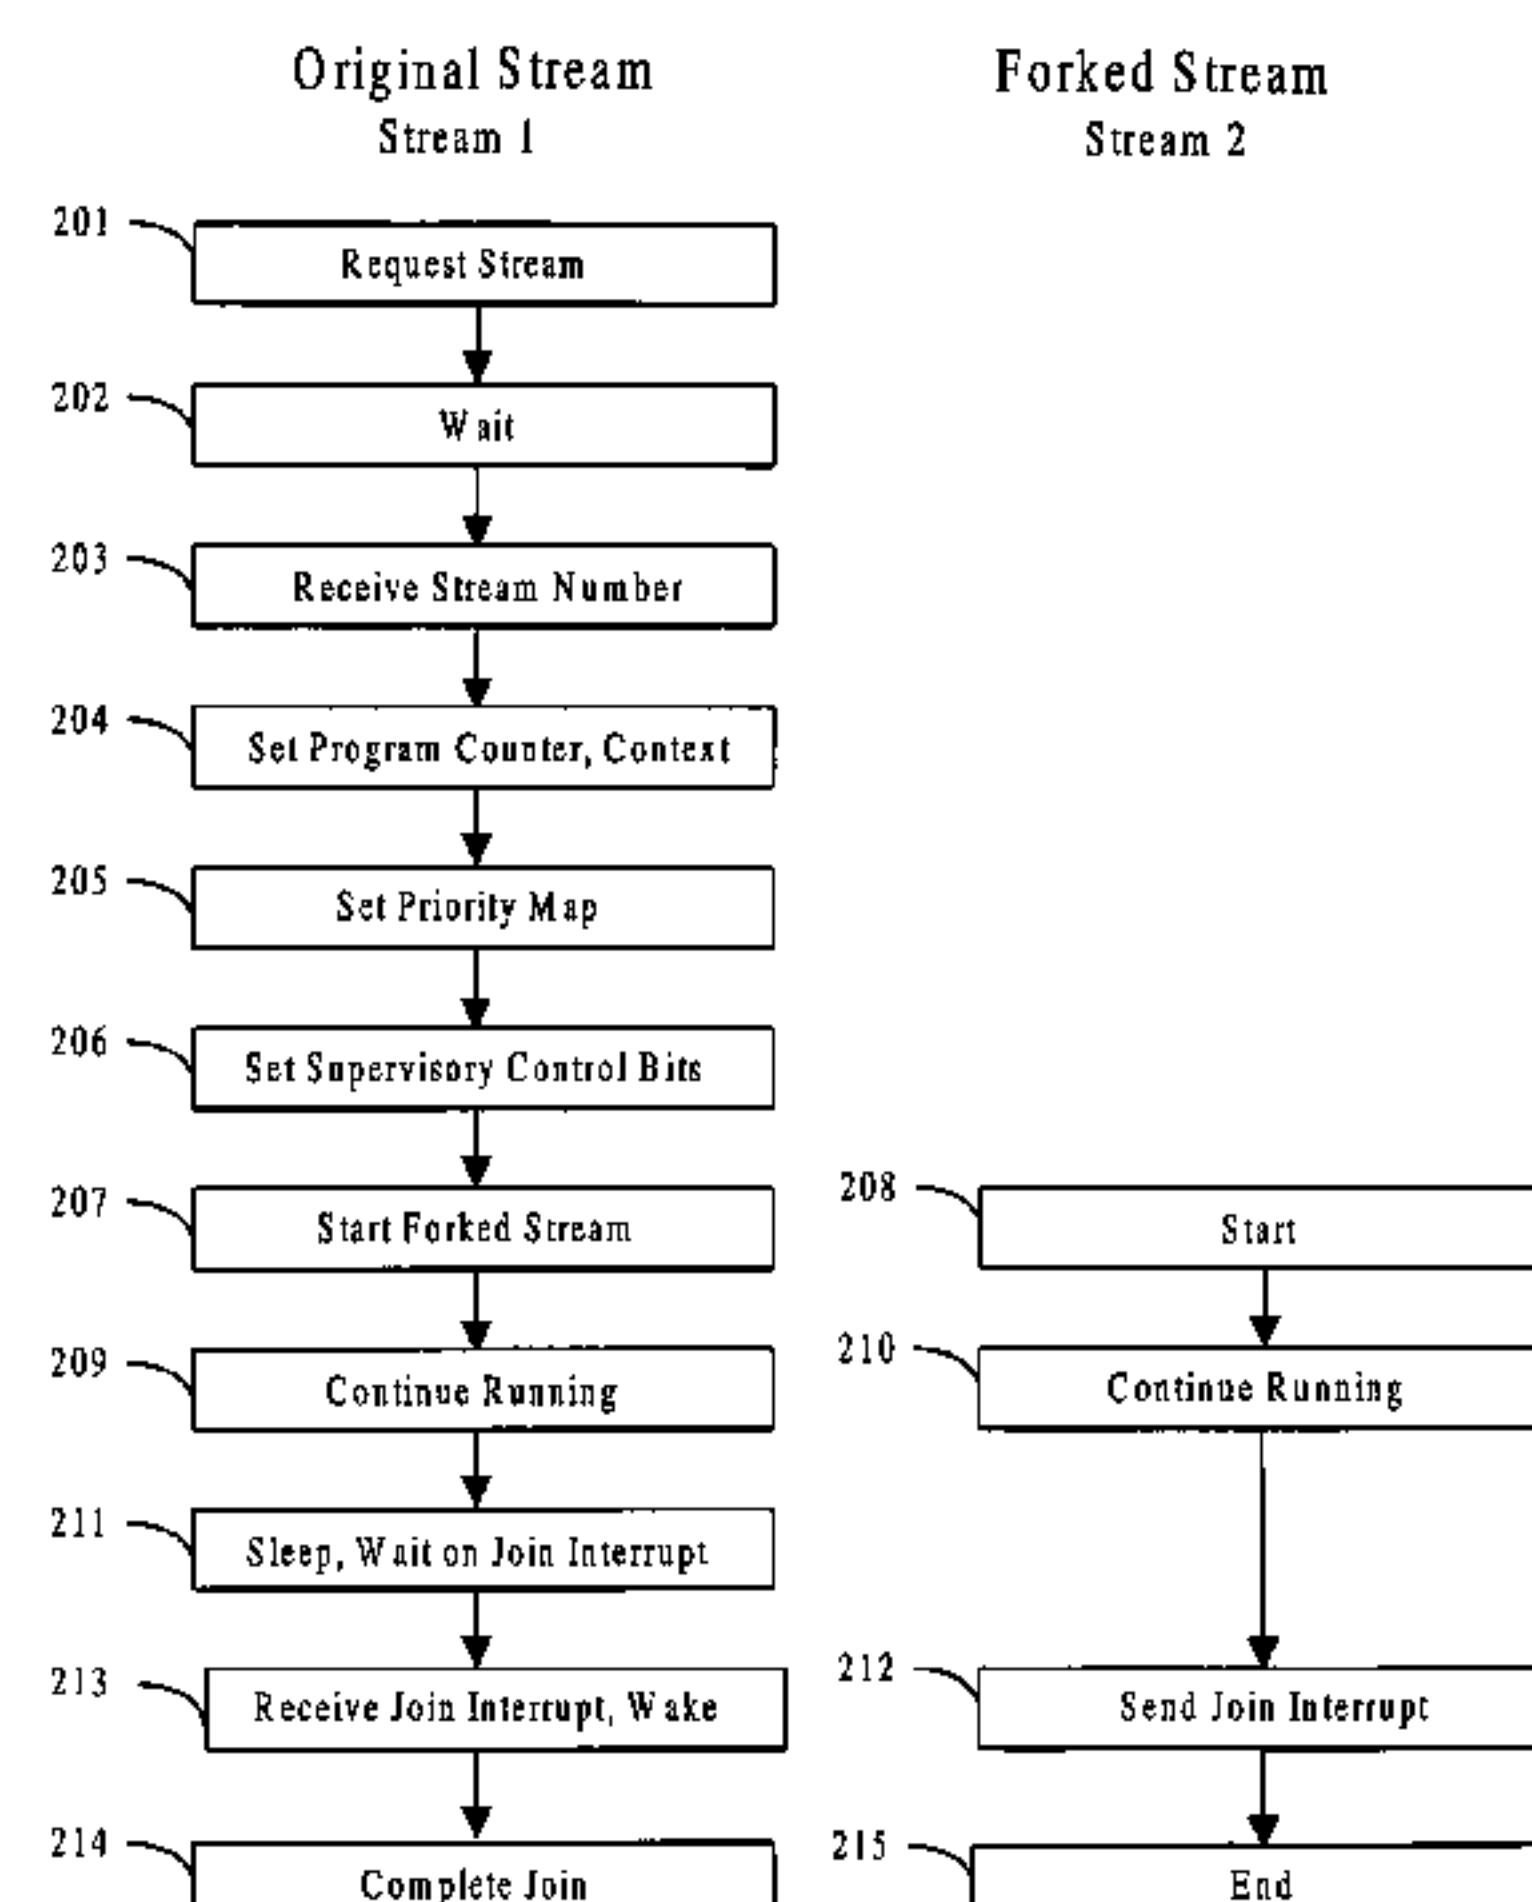 Original Stream
Stream 1
Forked Stream
Stream 2
201
Request Stream
202
Wait
203
Receive Stream Number
204
Set Program Counter, Context
205
Set Priority Map
206
Set Supervisory Control Bits
207
Start Forked Stream
208
Start
209
Continue Running
210
Continue Running
211
Sleep, Wait on Join Interrupt
213
Receive Join Interrupt, Wake
212
Send Join Interrupt
214
Complete Join
215
End